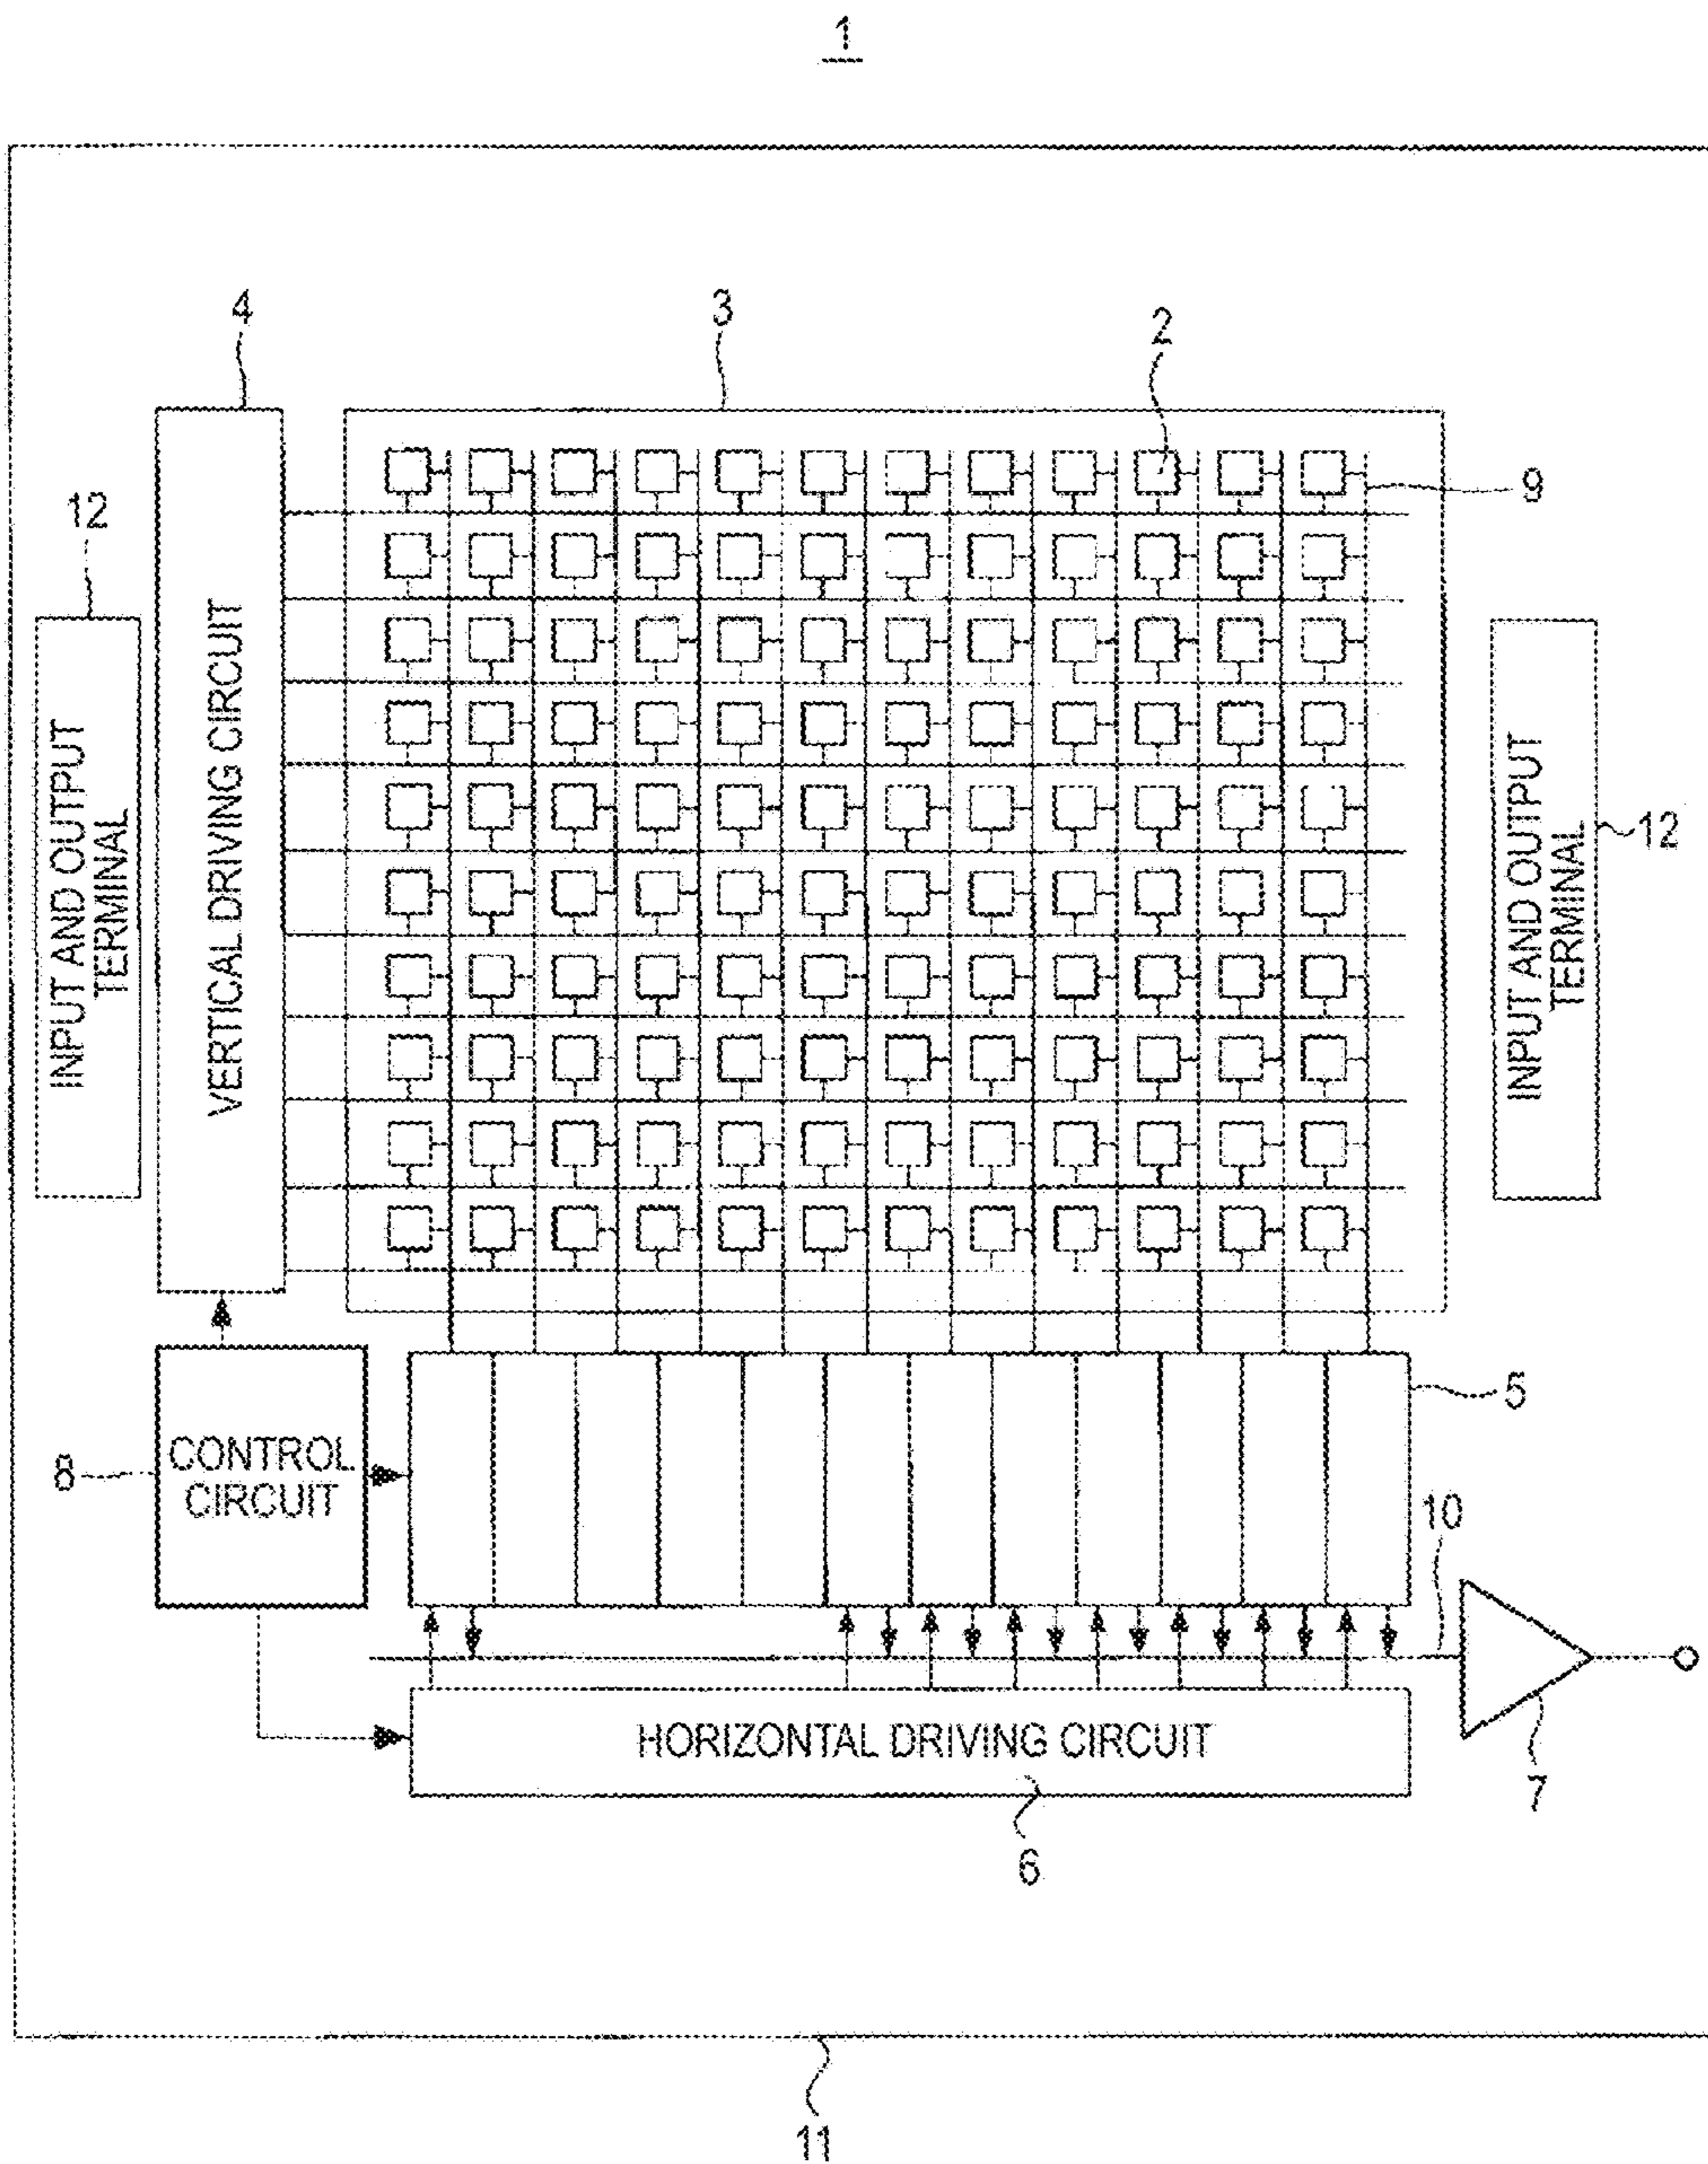 1
4
3
2
9
12
INPUT AND OUTPUT
TERMINAL
VERTICAL DRIVING CIRCUIT
INPUT AND OUTPUT
TERMINAL
12
5
8
CONTROL
CIRCUIT
10
HORIZONTAL DRIVING CIRCUIT
7
6
11